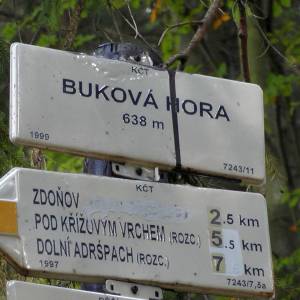 KČT
BUKOVÁ HORA
638 m
1999
7243/11
KČT
ZDOŇOV 2.5 km
POD KŘÍŽOVÝM VRCHEM (ROZC.) 5.5 km
DOLNÍ ADRŠPACH (ROZC.) 7 km
1997
7243/7,5a
KČT